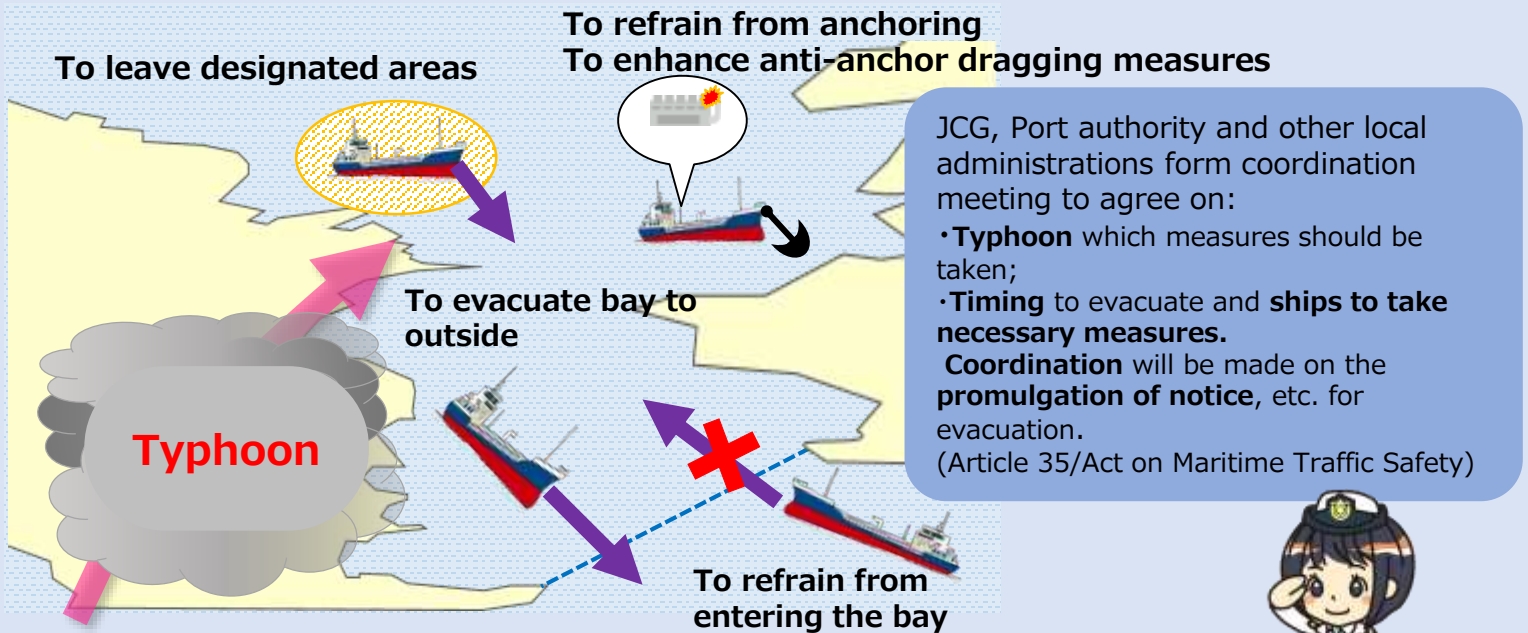 To refrain from anchoring
To enhance anti-anchor dragging measures
To leave designated areas
To evacuate bay to
outside
Typhoon
To refrain from
entering the bay
JCG, Port authority and other local
administrations form coordination
meeting to agree on:
・Typhoon which measures should be
taken;
・Timing to evacuate and ships to take
necessary measures.
Coordination will be made on the
promulgation of notice, etc. for
evacuation.
(Article 35/Act on Maritime Traffic Safety)